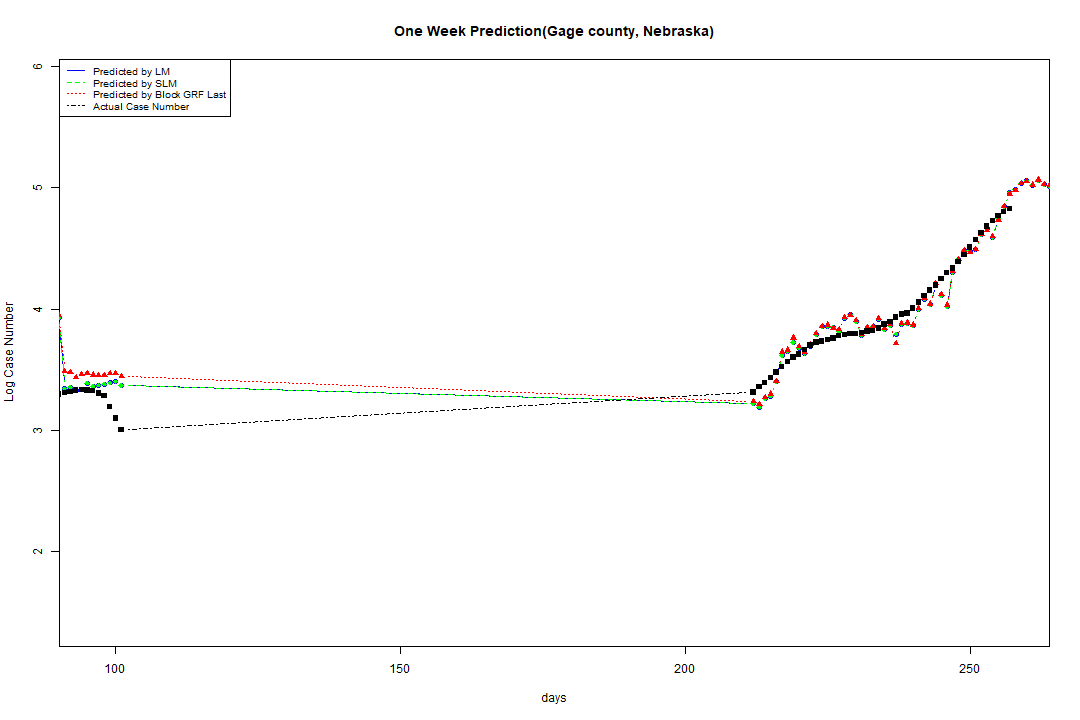 One Week Prediction(Gage county, Nebraska)
Predicted by LM
Predicted by SLM
Predicted by Block GRF Last
Actual Case Number
6
5
4
3
2
Log Case Number
100 150 200 250
days